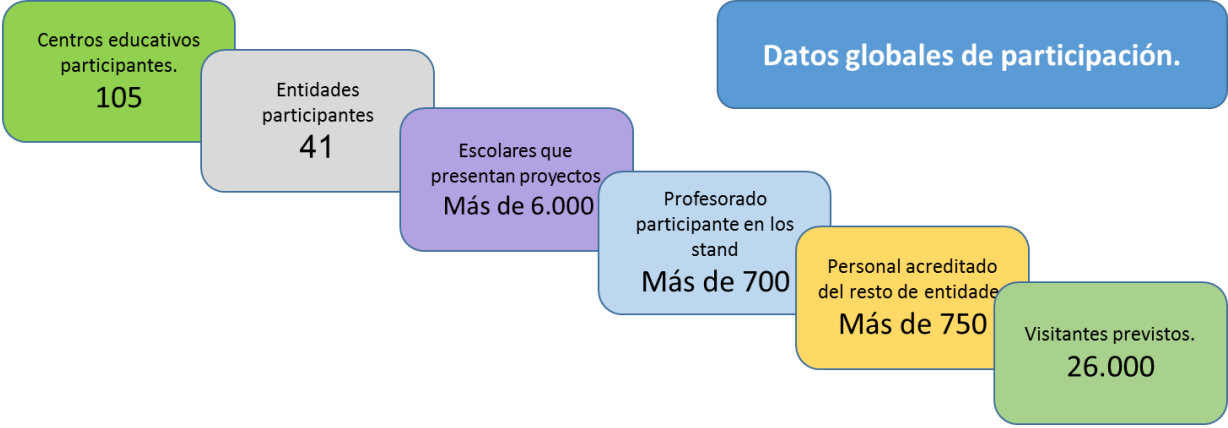 Centros educativos
participantes.
105
Entidades
participantes
41
Escolares que
presentan proyectos
Más de 6.000
Profesorado
participante en los
stand
Más de 700
Personal acreditado
del resto de entidade
Más de 750
Visitantes previstos.
26.000
Datos globales de participación.